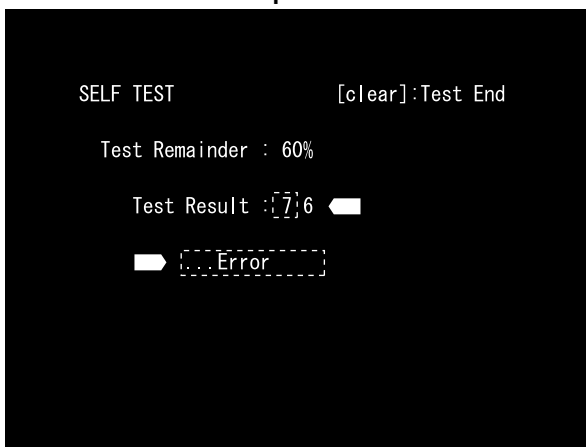 SELF TEST [clear]:Test End
Test Remainder : 60%
Test Result :76
...Error